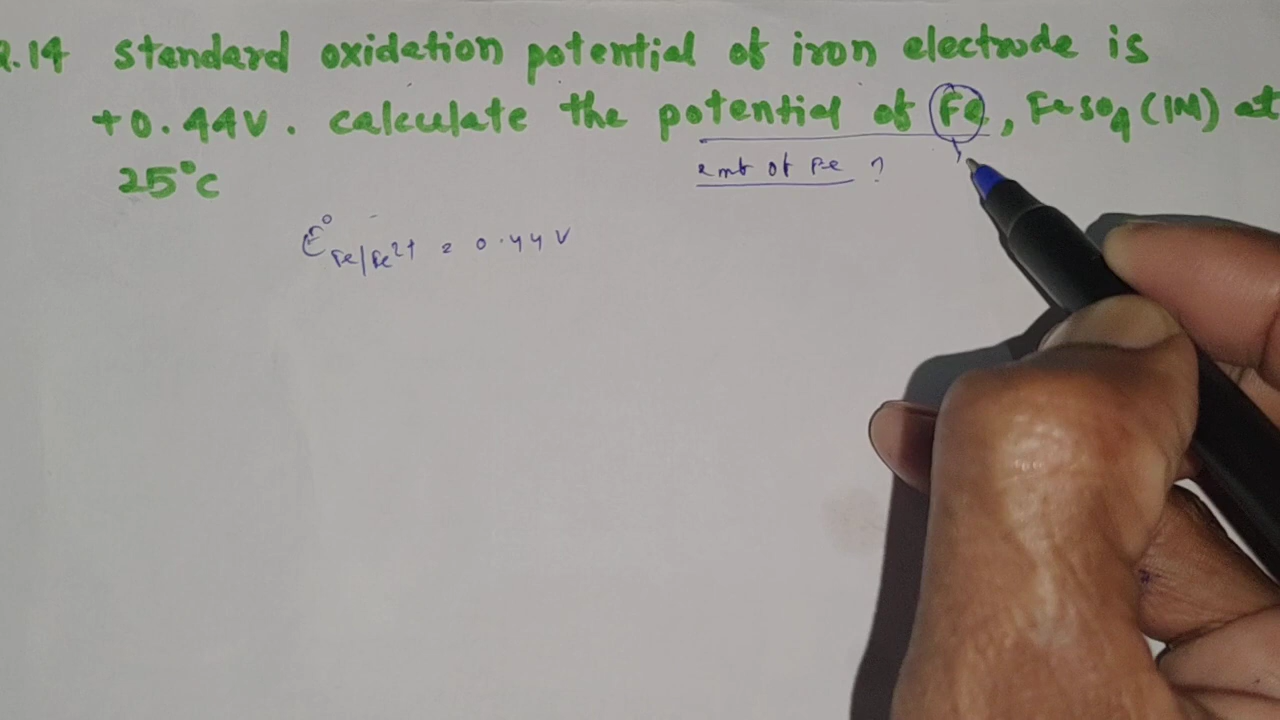 Q.14 standard oxidation potential of iron electrode is
+0.44V. calculate the potential of Fe, FeSO4 (1M) at
25°C
emf of Fe ?
E°Fe/Fe2+ = 0.44 V